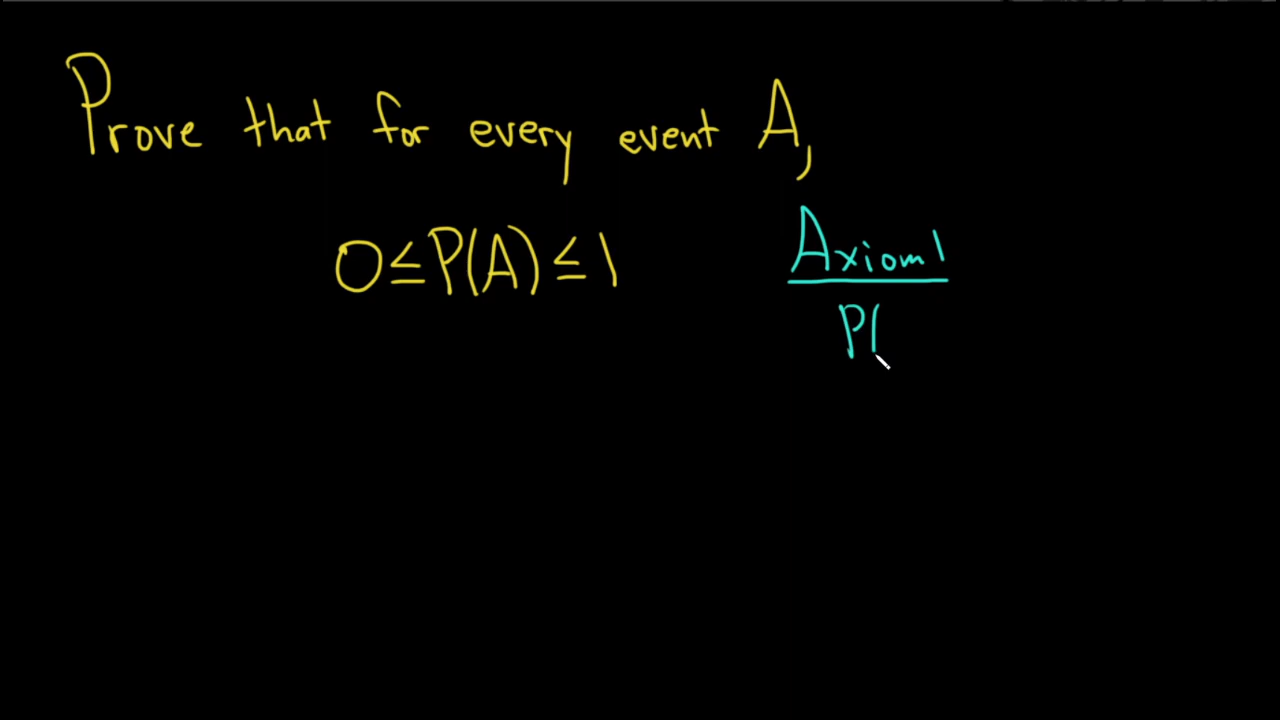 Prove that for every event A,
0≤P(A)≤1
Axiom 1
P(